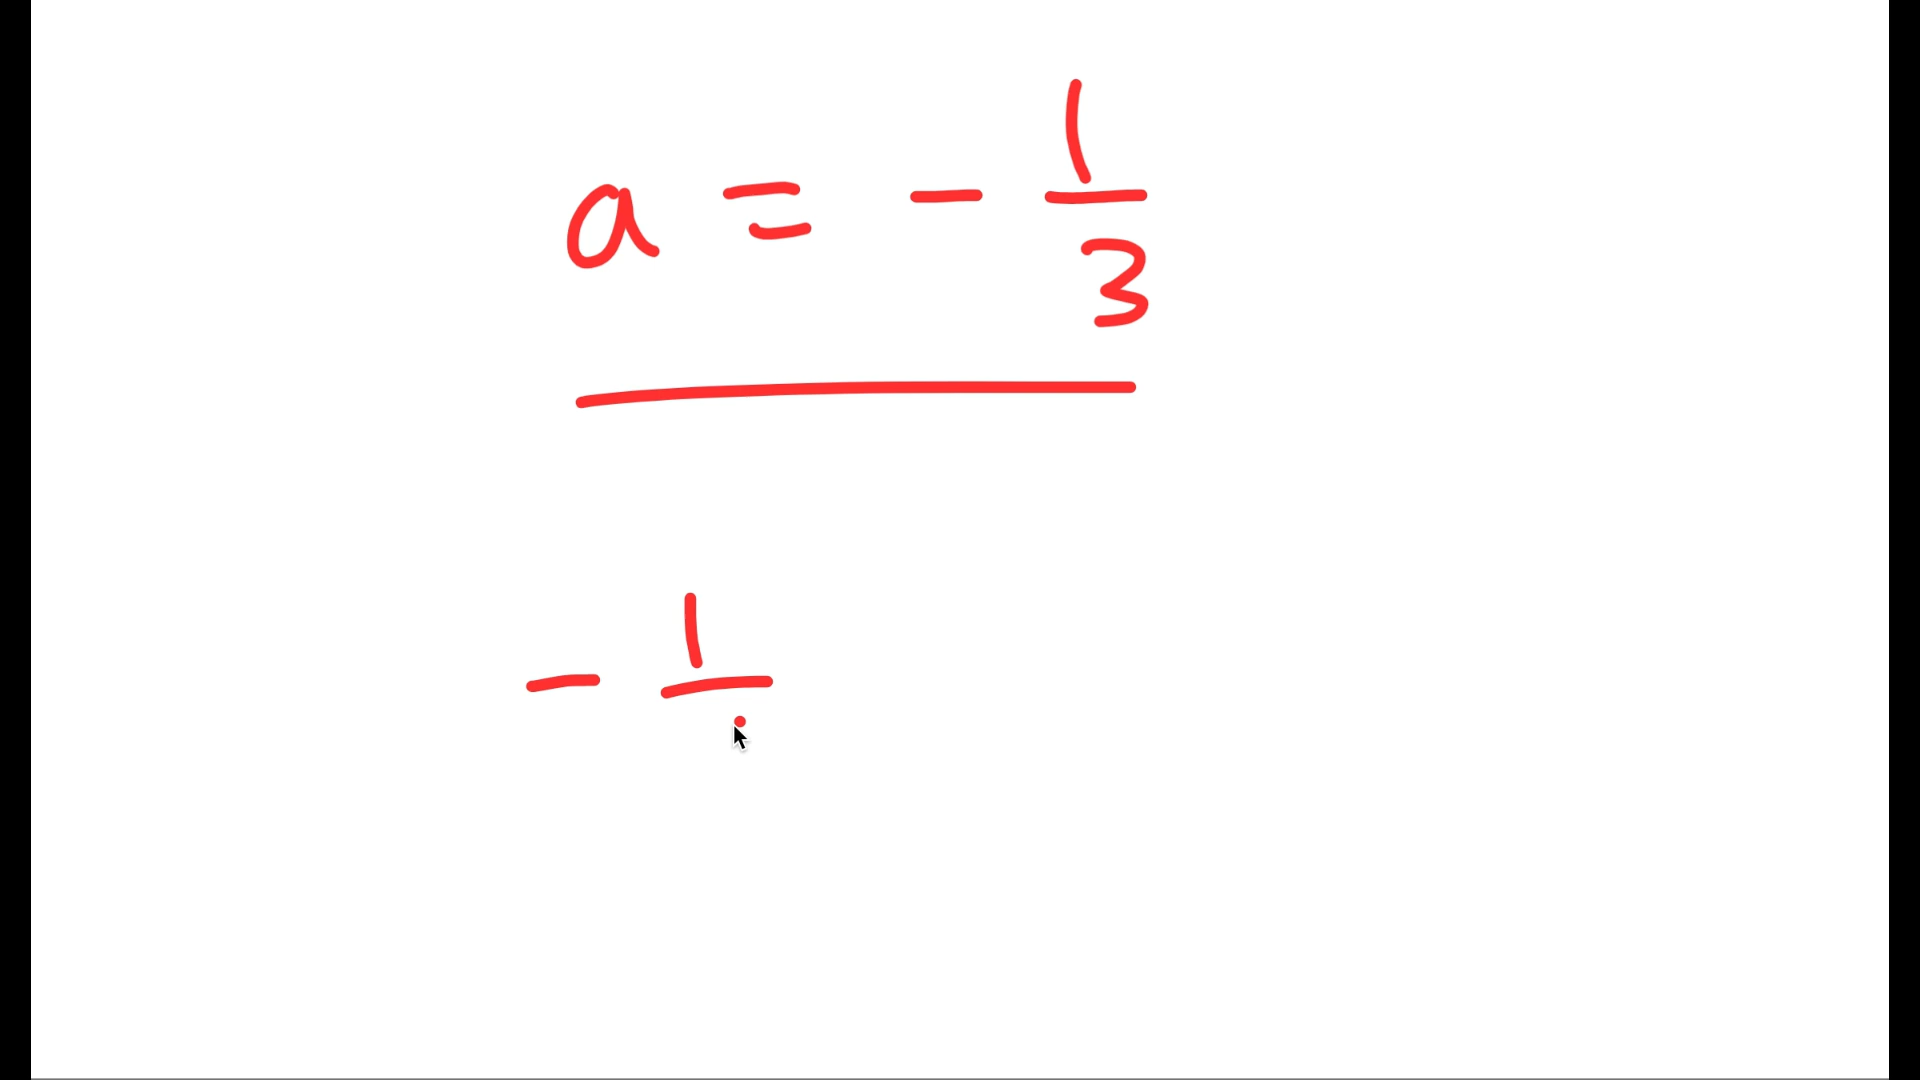 a = - 1/3
- 1/